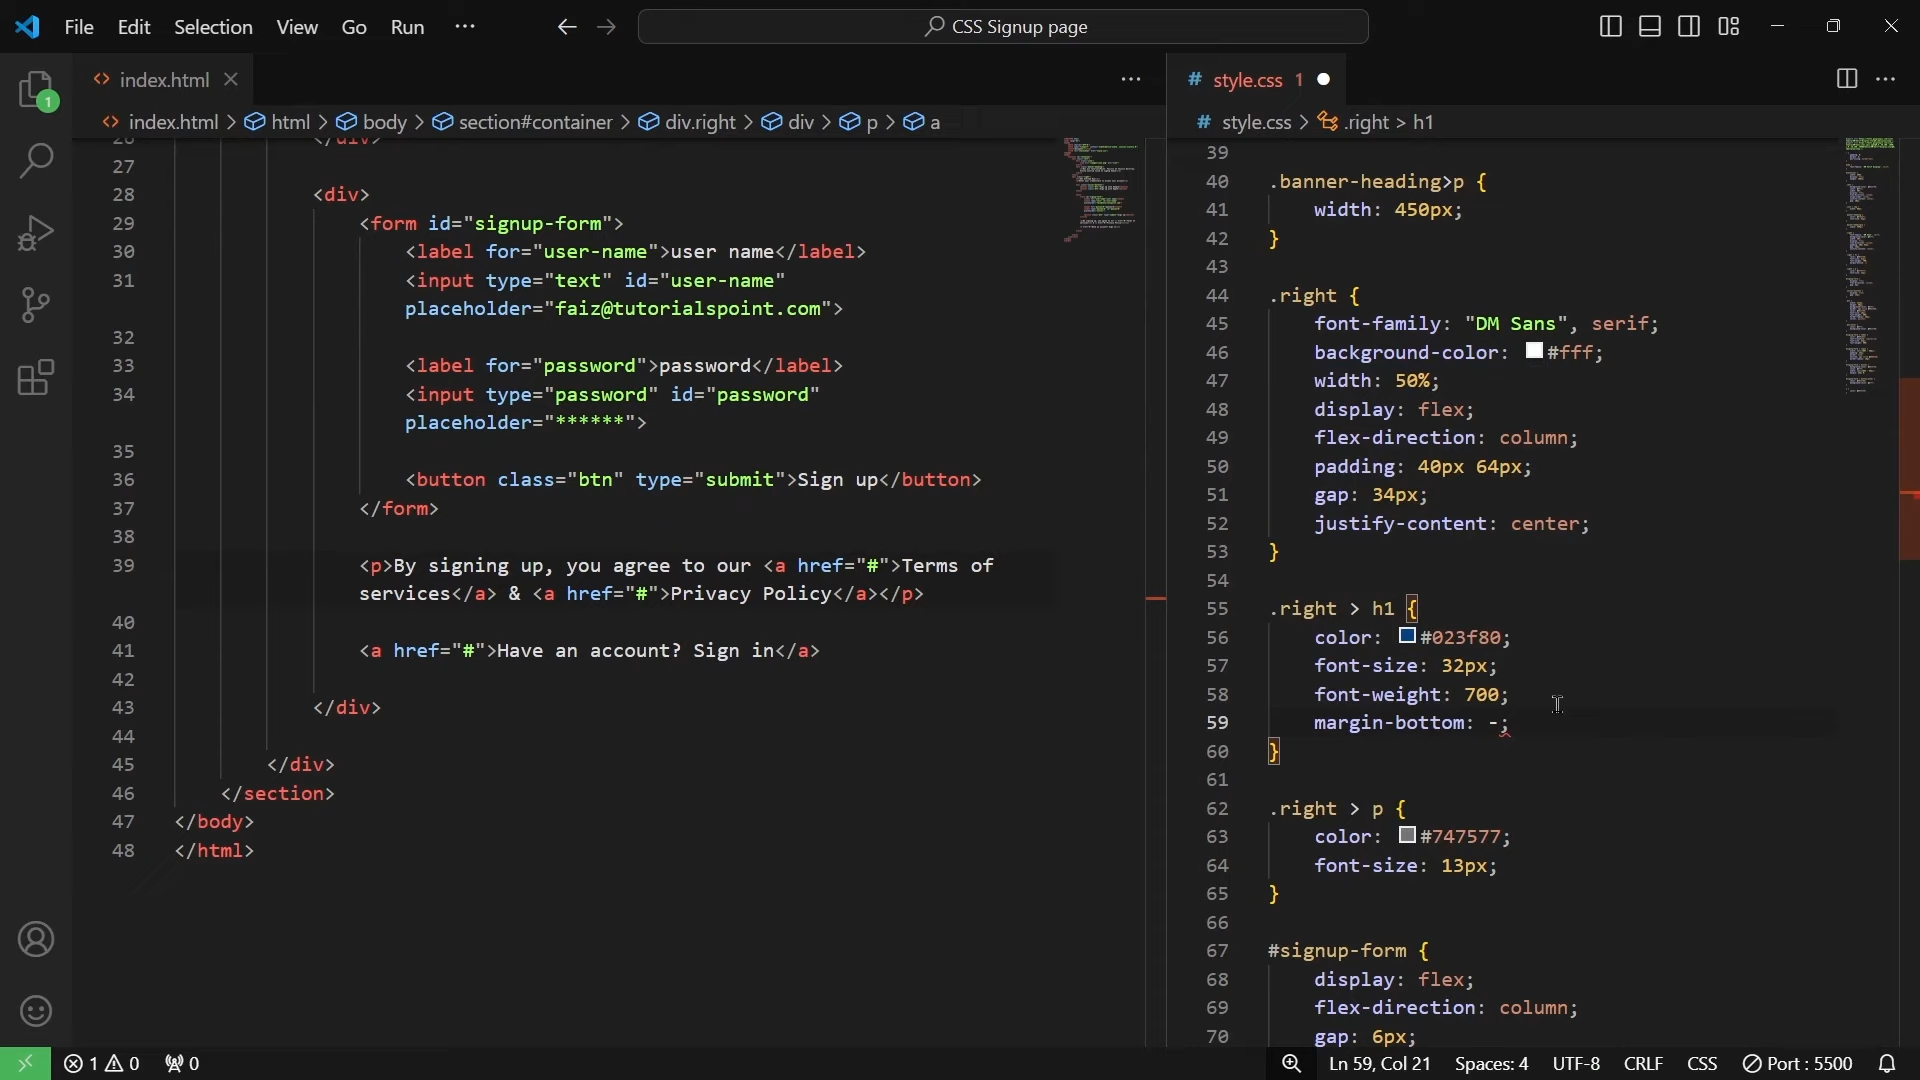 File Edit Selection View Go Run ··· CSS Signup page
index.html
style.css 1
index.html > html > body > section#container > div.right > div > p > a
style.css > .right > h1
26 </div>
27
28 <div>
29 <form id="signup-form">
30 <label for="user-name">user name</label>
31 <input type="text" id="user-name"
placeholder="faiz@tutorialspoint.com">
32
33 <label for="password">password</label>
34 <input type="password" id="password"
placeholder="******">
35
36 <button class="btn" type="submit">Sign up</button>
37 </form>
38
39 <p>By signing up, you agree to our <a href="#">Terms of
services</a> & <a href="#">Privacy Policy</a></p>
40
41 <a href="#">Have an account? Sign in</a>
42
43 </div>
44
45 </div>
46 </section>
47 </body>
48 </html>
39
40 .banner-heading>p {
41 width: 450px;
42 }
43
44 .right {
45 font-family: "DM Sans", serif;
46 background-color: #fff;
47 width: 50%;
48 display: flex;
49 flex-direction: column;
50 padding: 40px 64px;
51 gap: 34px;
52 justify-content: center;
53 }
54
55 .right > h1 {
56 color: #023f80;
57 font-size: 32px;
58 font-weight: 700;
59 margin-bottom: -;
60 }
61
62 .right > p {
63 color: #747577;
64 font-size: 13px;
65 }
66
67 #signup-form {
68 display: flex;
69 flex-direction: column;
70 gap: 6px;
1
1 0 0 Ln 59, Col 21 Spaces: 4 UTF-8 CRLF CSS Port : 5500